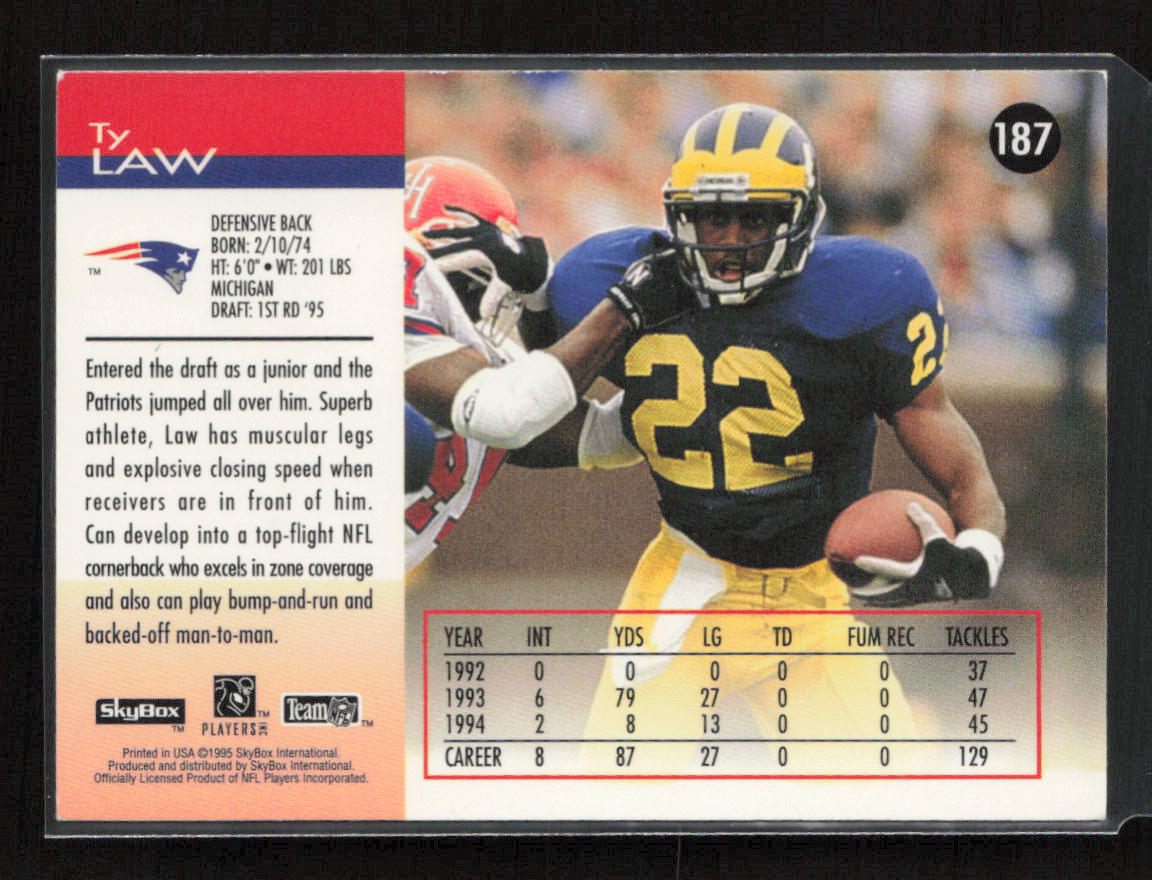 Ty
LAW
187
DEFENSIVE BACK
BORN: 2/10/74
HT: 6'0" • WT: 201 LBS
MICHIGAN
DRAFT: 1ST RD '95
TM
Entered the draft as a junior and the
Patriots jumped all over him. Superb
athlete, Law has muscular legs
and explosive closing speed when
receivers are in front of him.
Can develop into a top-flight NFL
cornerback who excels in zone coverage
and also can play bump-and-run and
backed-off man-to-man.
22
2
YEAR INT YDS LG TD FUM REC TACKLES
1992 0 0 0 0 0 37
1993 6 79 27 0 0 47
1994 2 8 13 0 0 45
CAREER 8 87 27 0 0 129
SkyBox
PLAYERS INC
TM
Team NFL
TM
Printed in USA ©1995 SkyBox International.
Produced and distributed by SkyBox International.
Officially Licensed Product of NFL Players Incorporated.